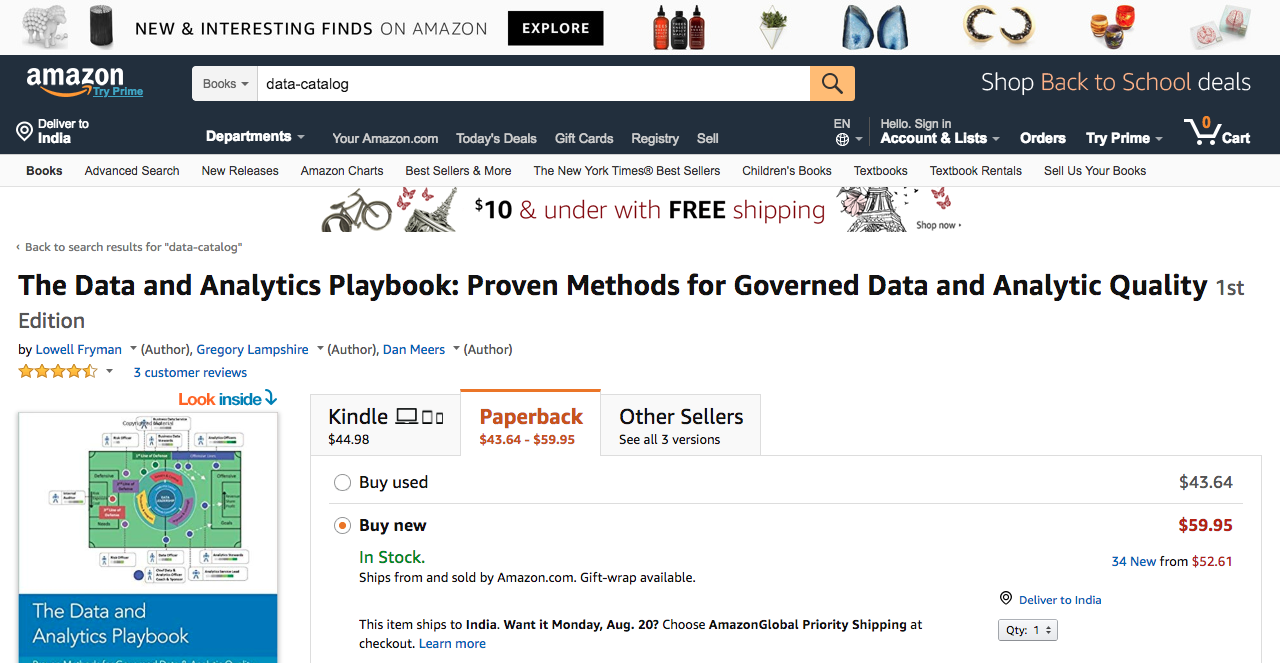 NEW & INTERESTING FINDS ON AMAZON EXPLORE
amazon
Try Prime
Books
data-catalog
Shop Back to School deals
Deliver to
India
Departments
Your Amazon.com Today's Deals Gift Cards Registry Sell
EN
Hello. Sign in
Account & Lists
Orders
Try Prime
0
Cart
Books Advanced Search New Releases Amazon Charts Best Sellers & More The New York Times® Best Sellers Children's Books Textbooks Textbook Rentals Sell Us Your Books
$10 & under with FREE shipping
Shop now ›
‹ Back to search results for "data-catalog"
The Data and Analytics Playbook: Proven Methods for Governed Data and Analytic Quality 1st
Edition
by Lowell Fryman (Author), Gregory Lampshire (Author), Dan Meers (Author)
3 customer reviews
Look inside
The Data and
Analytics Playbook
Kindle
$44.98
Paperback
$43.64 - $59.95
Other Sellers
See all 3 versions
Buy used $43.64
Buy new $59.95
In Stock.
Ships from and sold by Amazon.com. Gift-wrap available.
34 New from $52.61
Deliver to India
Qty: 1
This item ships to India. Want it Monday, Aug. 20? Choose AmazonGlobal Priority Shipping at
checkout. Learn more